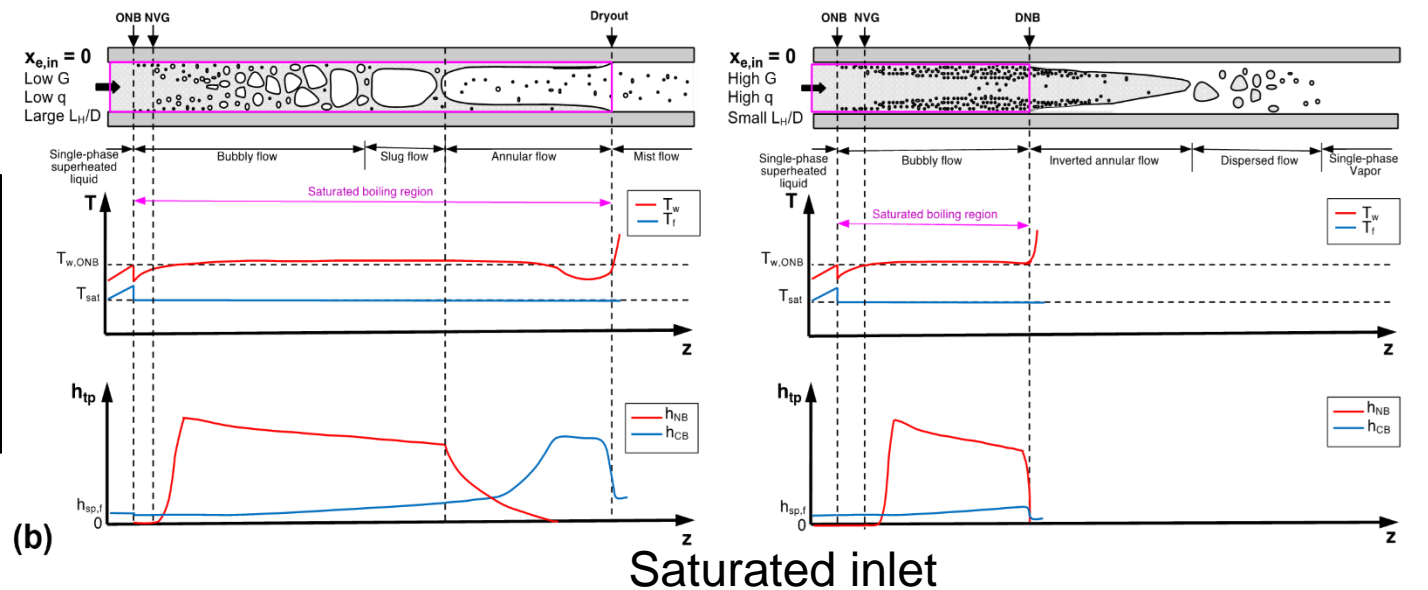 ONB NVG Dryout
x_e,in = 0
Low G
Low q
Large L_H/D
Single-phase superheated liquid
Bubbly flow
Slug flow
Annular flow
Mist flow
Saturated boiling region
T
T_w
T_f
T_w,ONB
T_sat
z
h_tp
h_NB
h_CB
h_sp,f
0
z
(b)
ONB NVG DNB
x_e,in = 0
High G
High q
Small L_H/D
Single-phase superheated liquid
Bubbly flow
Inverted annular flow
Dispersed flow
Single-phase Vapor
Saturated boiling region
T
T_w
T_f
T_w,ONB
T_sat
z
h_tp
h_NB
h_CB
h_sp,f
0
z
Saturated inlet